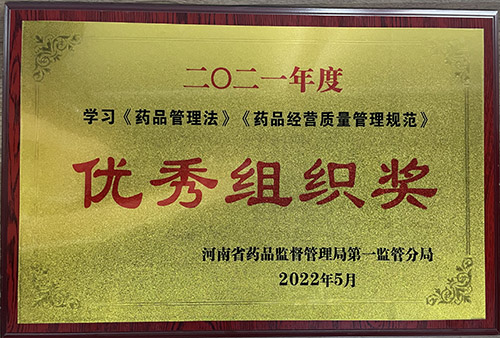 二〇二一年度
学习《药品管理法》《药品经营质量管理规范》
优秀组织奖
河南省药品监督管理局第一监管分局
2022年5月